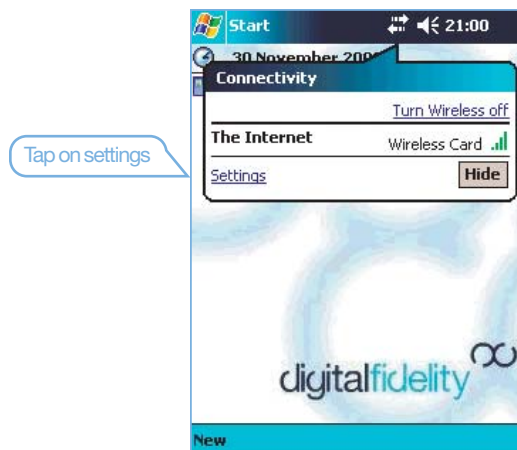 Start 21:00
30 November 200
Connectivity
Turn Wireless off
The Internet Wireless Card
Tap on settings
Settings Hide
digitalfidelity
New